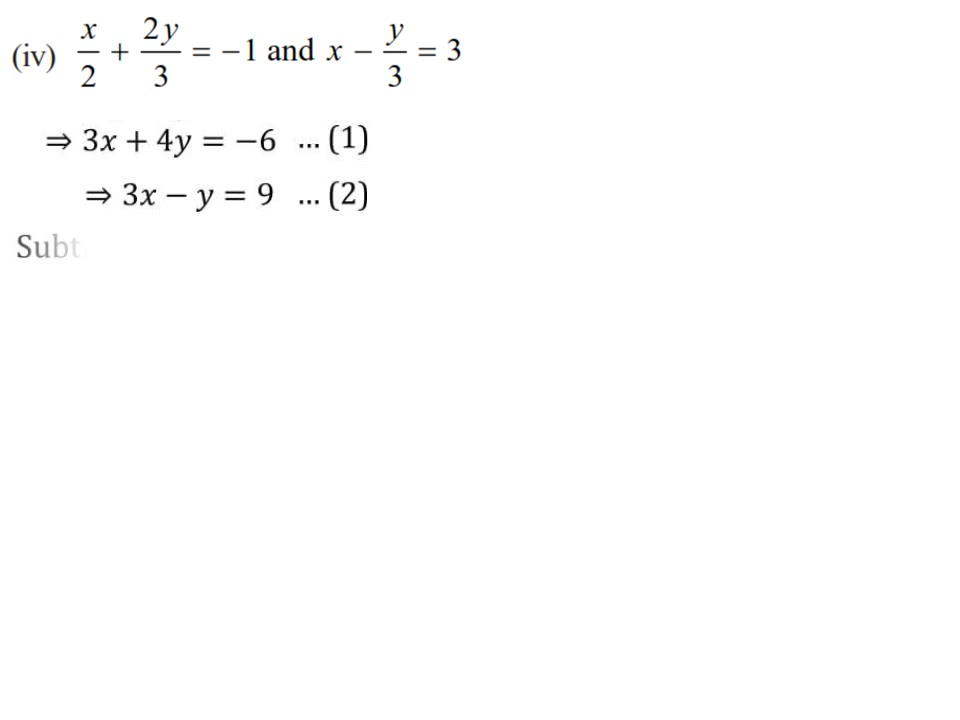 (iv) x/2 + 2y/3 = −1 and x − y/3 = 3
⇒ 3x + 4y = −6 ... (1)
⇒ 3x − y = 9 ... (2)
Subt